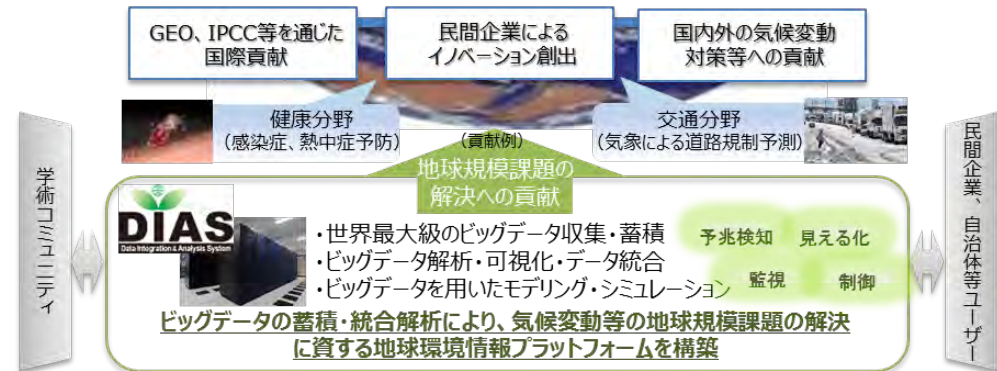 GEO、IPCC等を通じた
国際貢献
民間企業による
イノベーション創出
国内外の気候変動
対策等への貢献
健康分野
（感染症、熱中症予防）
（貢献例）
交通分野
（気象による道路規制予測）
地球規模課題の
解決への貢献
学術コミュニティ
DIAS
Data Integration & Analysis System
・世界最大級のビッグデータ収集・蓄積
・ビッグデータ解析・可視化・データ統合
・ビッグデータを用いたモデリング・シミュレーション
予兆検知 見える化
監視 制御
ビッグデータの蓄積・統合解析により、気候変動等の地球規模課題の解決
に資する地球環境情報プラットフォームを構築
民間企業、自治体等ユーザー